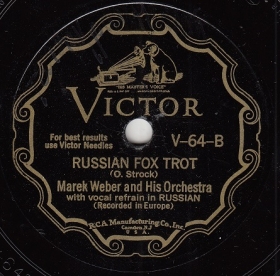 "HIS MASTER'S VOICE"
VICTOR
For best results
use Victor Needles
V-64-B
RUSSIAN FOX TROT
(O. Strock)
Marek Weber and His Orchestra
with vocal refrain in RUSSIAN
(Recorded in Europe)
R.C.A. Manufacturing Co., Inc.
Camden, N.J.
U.S.A.